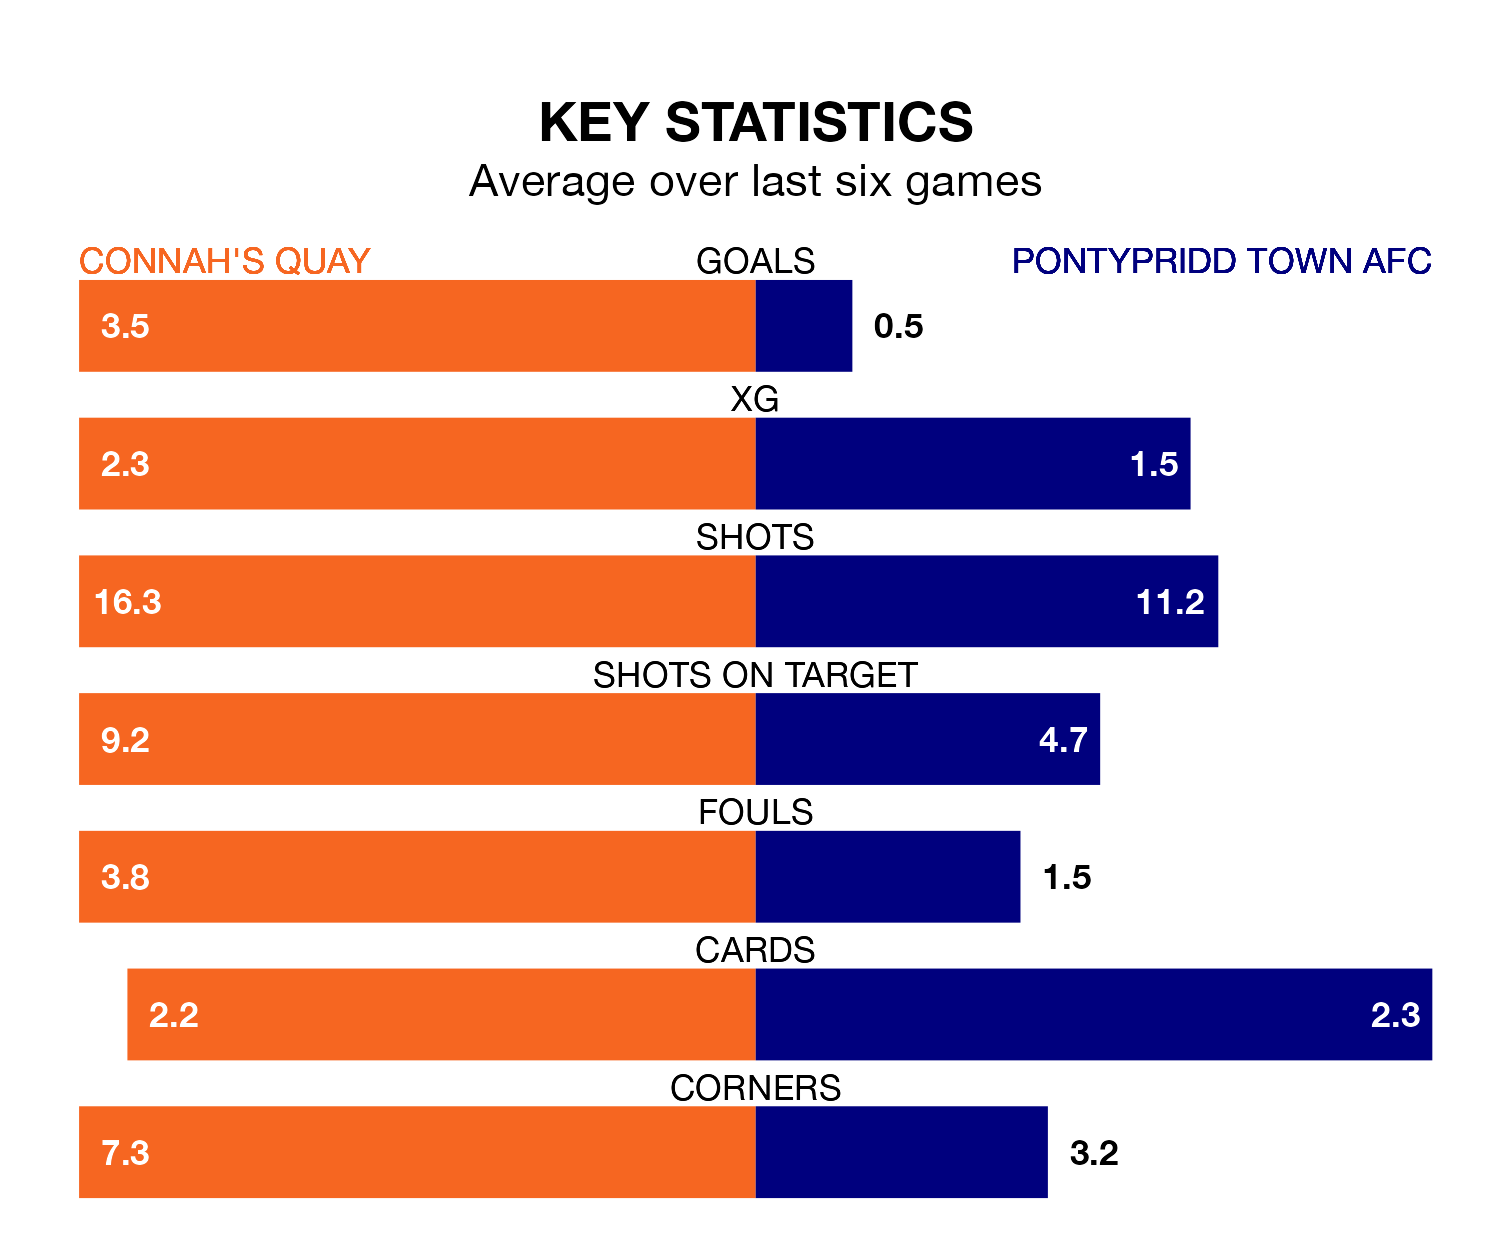 KEY STATISTICS
Average over last six games
CONNAH'S QUAY GOALS PONTYPRIDD TOWN AFC
3.5 0.5
XG
2.3 1.5
SHOTS
16.3 11.2
SHOTS ON TARGET
9.2 4.7
FOULS
3.8 1.5
CARDS
2.2 2.3
CORNERS
7.3 3.2